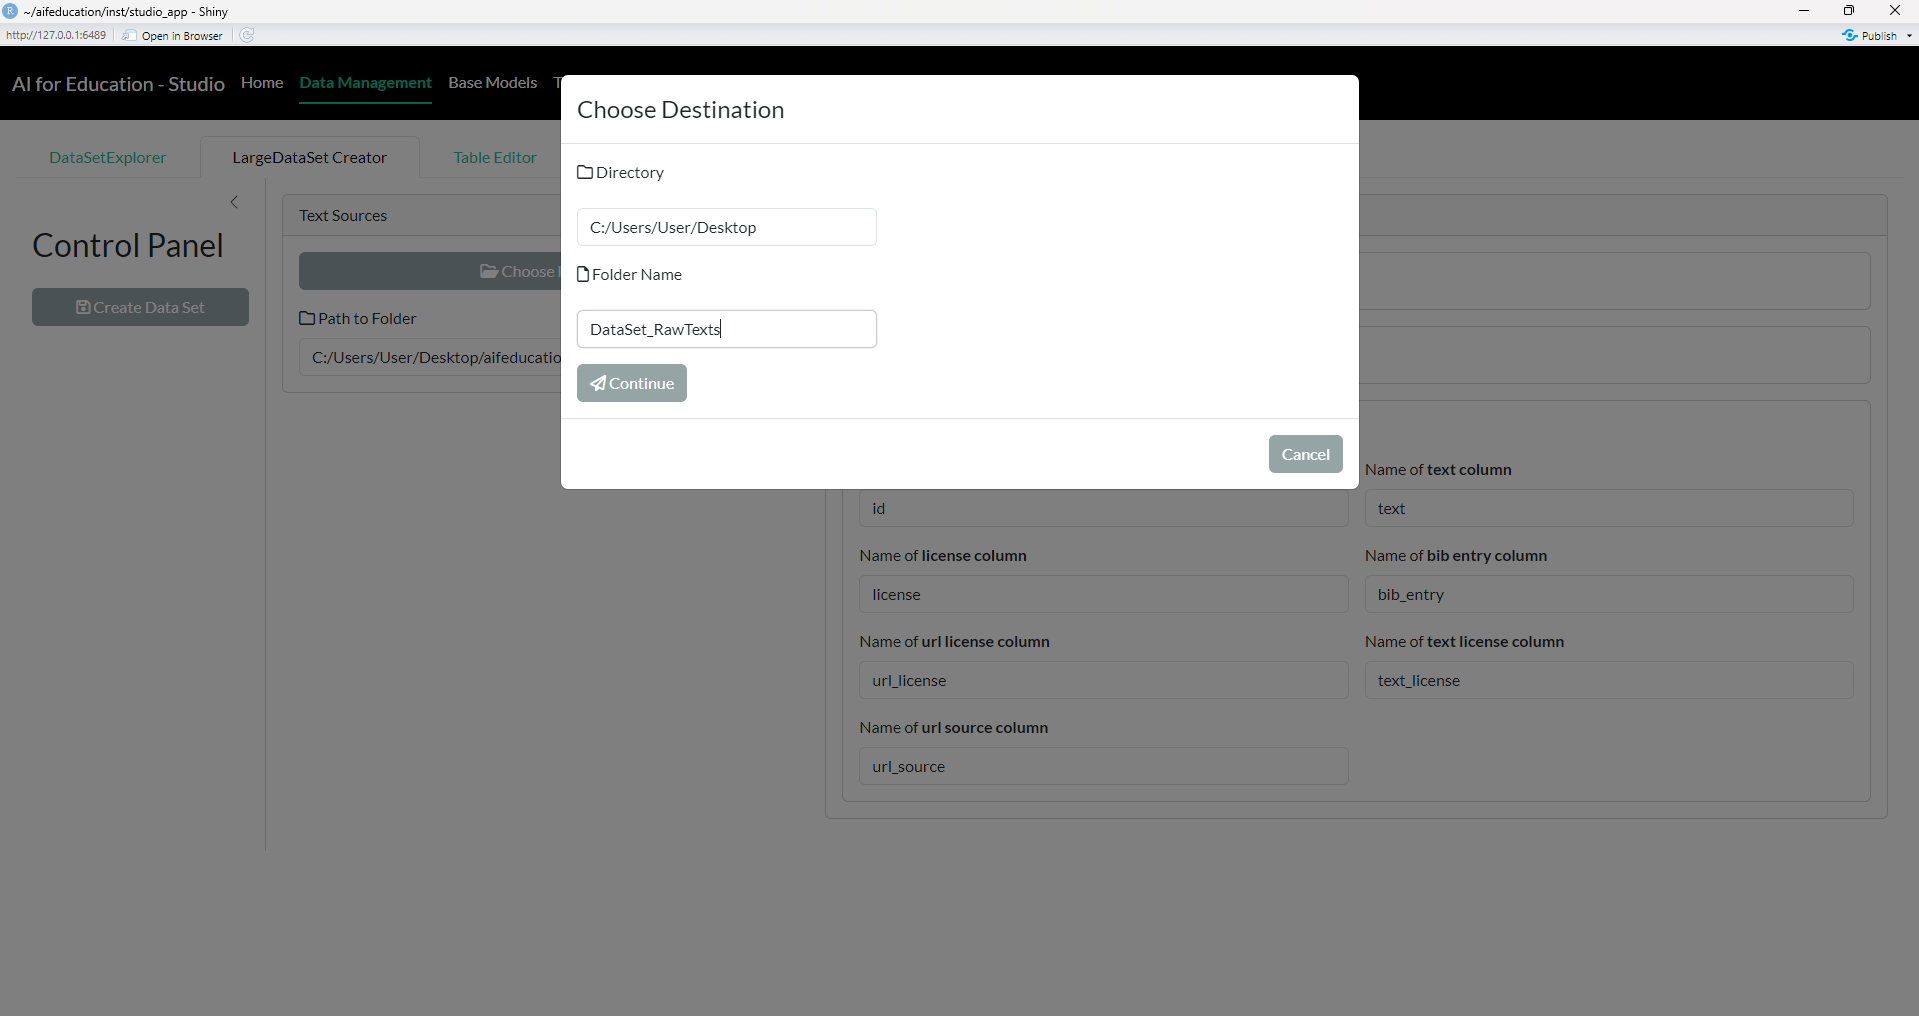 ~/aifeducation/inst/studio_app - Shiny
http://127.0.0.1:6489 Open in Browser Publish
AI for Education - Studio Home Data Management Base Models
Choose Destination
Directory
C:/Users/User/Desktop
Folder Name
DataSet_RawTexts
Continue
Cancel
DataSetExplorer LargeDataSet Creator Table Editor
Control Panel
Create Data Set
Text Sources
Choose
Path to Folder
C:/Users/User/Desktop/aifeducatio
Name of text column
id text
Name of license column Name of bib entry column
license bib_entry
Name of url license column Name of text license column
url_license text_license
Name of url source column
url_source